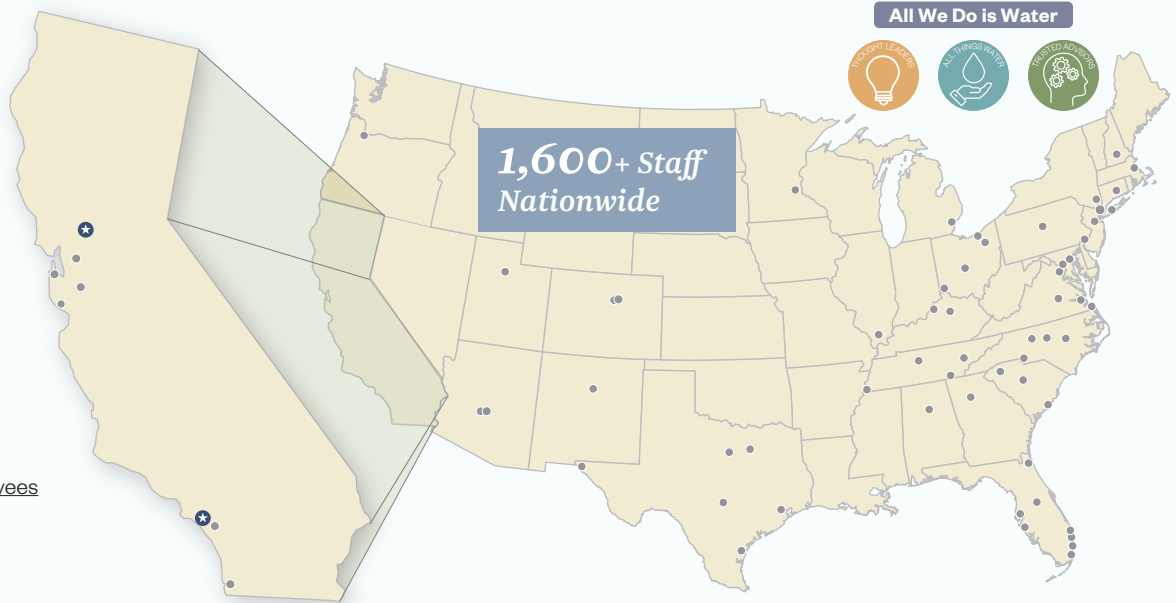 All We Do is Water
THOUGHT LEADERS
ALL THINGS WATER
TRUSTED ADVISORS
1,600+ Staff
Nationwide